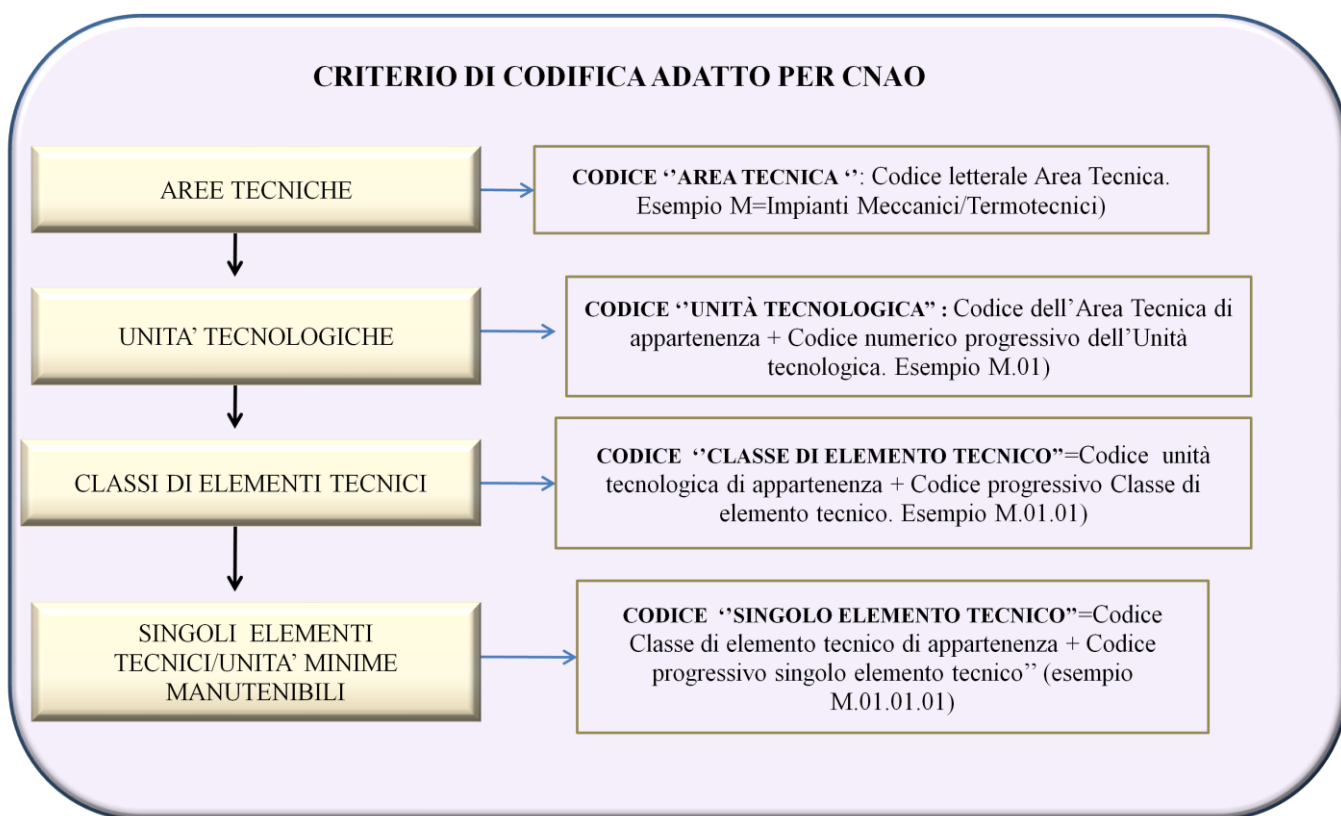 CRITERIO DI CODIFICA ADATTO PER CNAO
AREE TECNICHE
CODICE ‘’AREA TECNICA ‘’: Codice letterale Area Tecnica.
Esempio M=Impianti Meccanici/Termotecnici)
UNITA’ TECNOLOGICHE
CODICE ‘’UNITÀ TECNOLOGICA’’ : Codice dell’Area Tecnica di
appartenenza + Codice numerico progressivo dell’Unità
tecnologica. Esempio M.01)
CLASSI DI ELEMENTI TECNICI
CODICE ‘’CLASSE DI ELEMENTO TECNICO’’=Codice unità
tecnologica di appartenenza + Codice progressivo Classe di
elemento tecnico. Esempio M.01.01)
SINGOLI ELEMENTI
TECNICI/UNITA’ MINIME
MANUTENIBILI
CODICE ‘’SINGOLO ELEMENTO TECNICO’’=Codice
Classe di elemento tecnico di appartenenza + Codice
progressivo singolo elemento tecnico’’ (esempio
M.01.01.01)